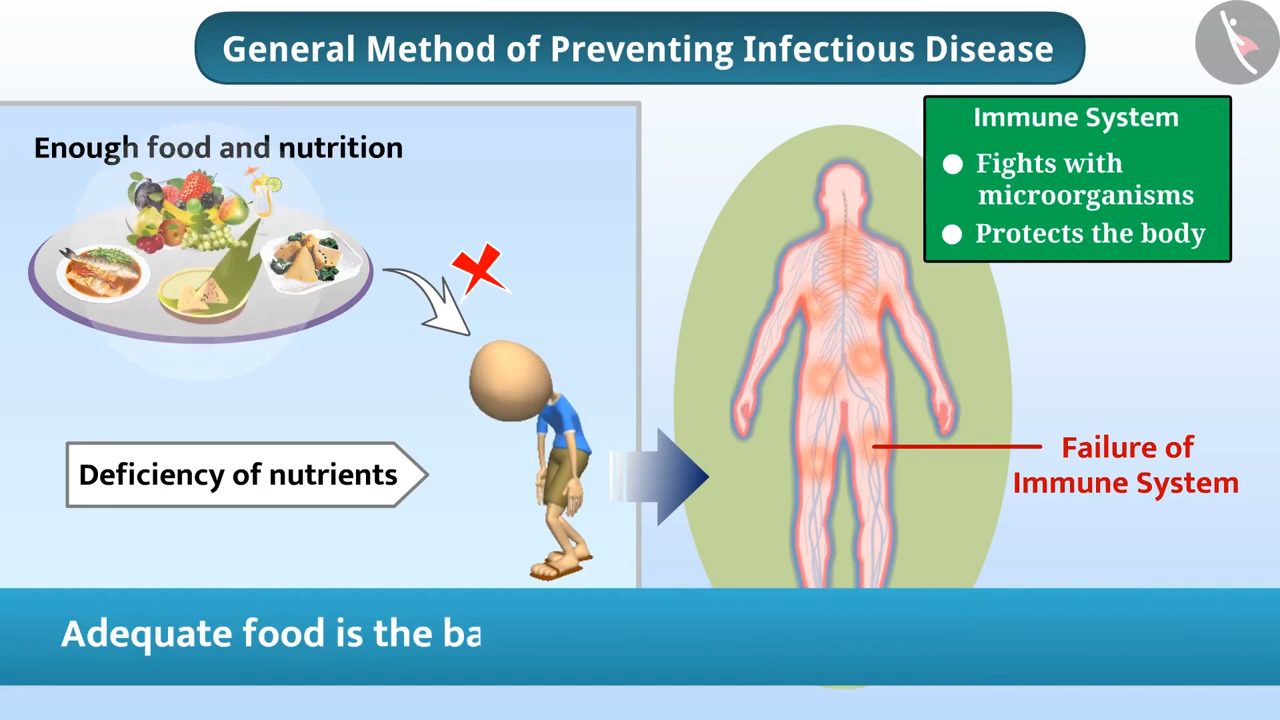 General Method of Preventing Infectious Disease
Enough food and nutrition
Immune System
Fights with
microorganisms
Protects the body
Deficiency of nutrients
Failure of
Immune System
Adequate food is the